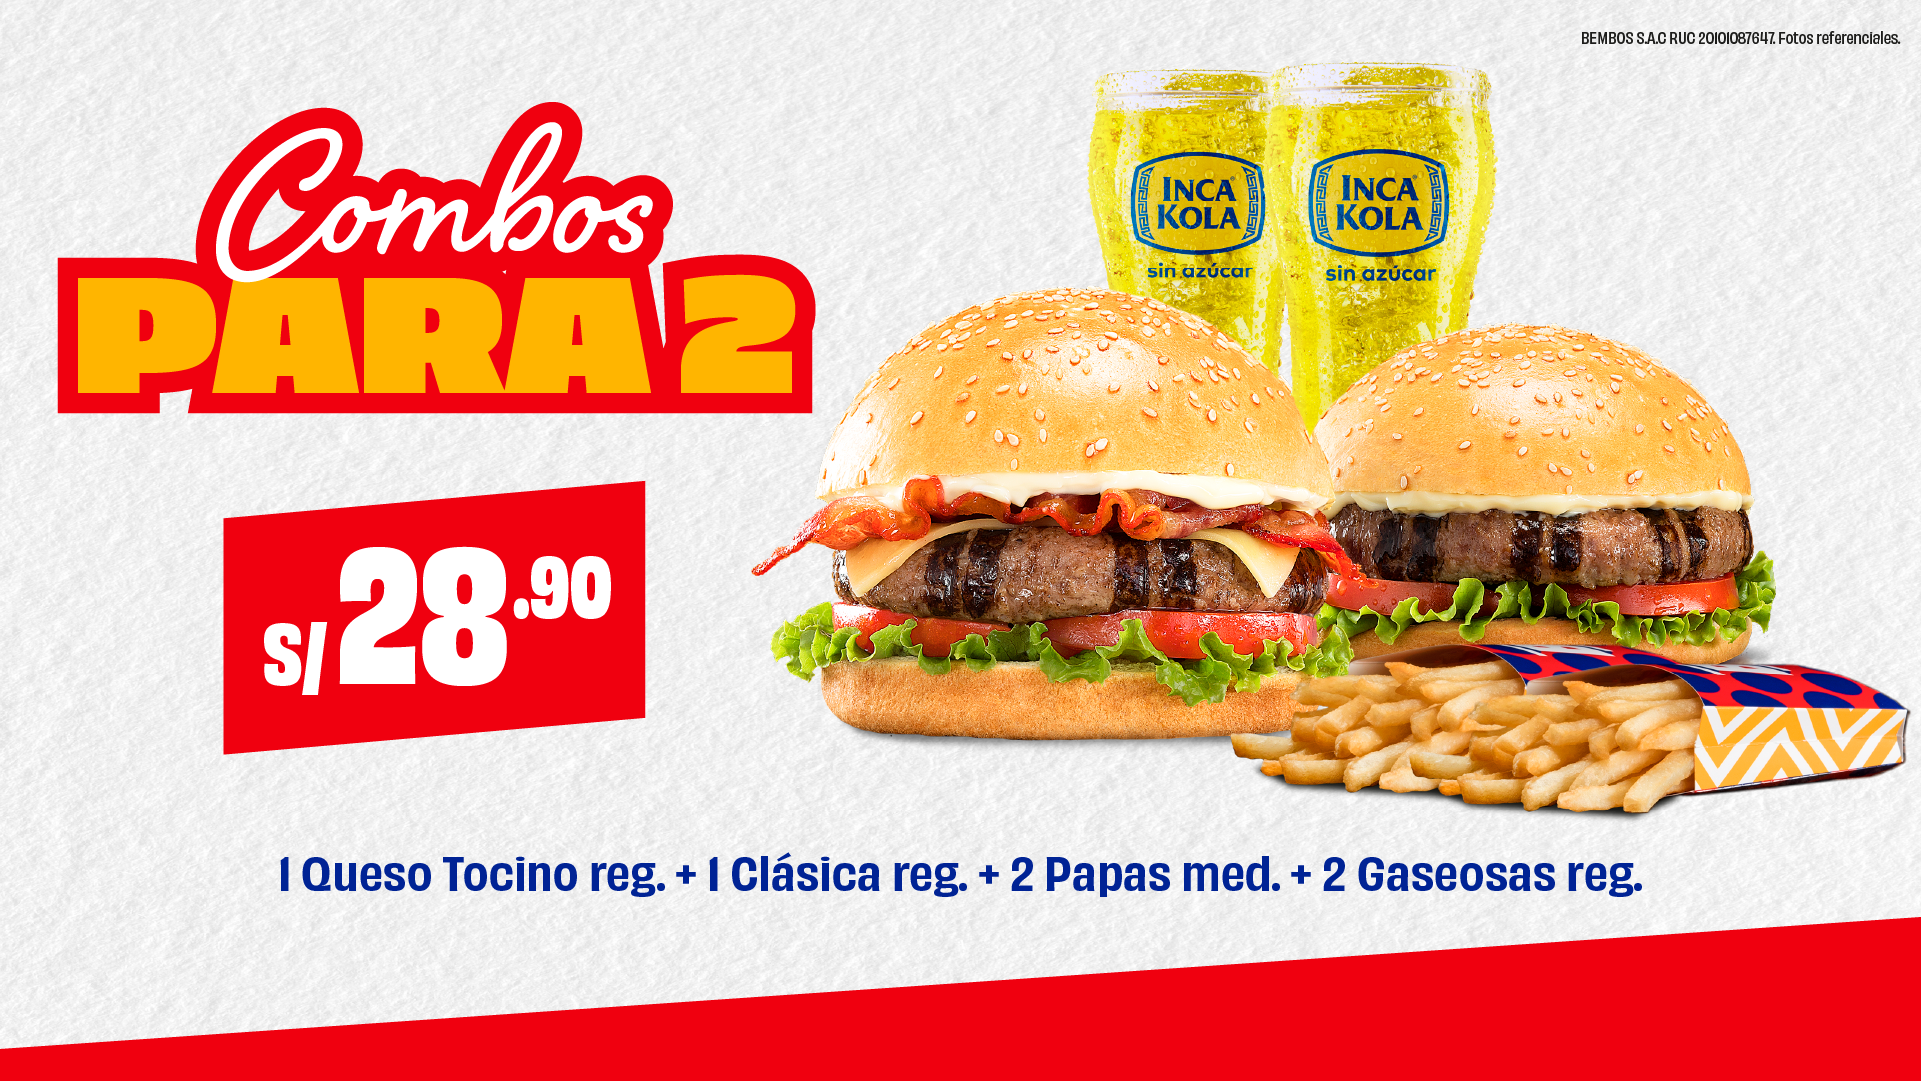 BEMBOS S.A.C RUC 20101087647. Fotos referenciales.
Combos
PARA 2
INCA KOLA
sin azúcar
INCA KOLA
sin azúcar
S/28.90
1 Queso Tocino reg. + 1 Clásica reg. + 2 Papas med. + 2 Gaseosas reg.